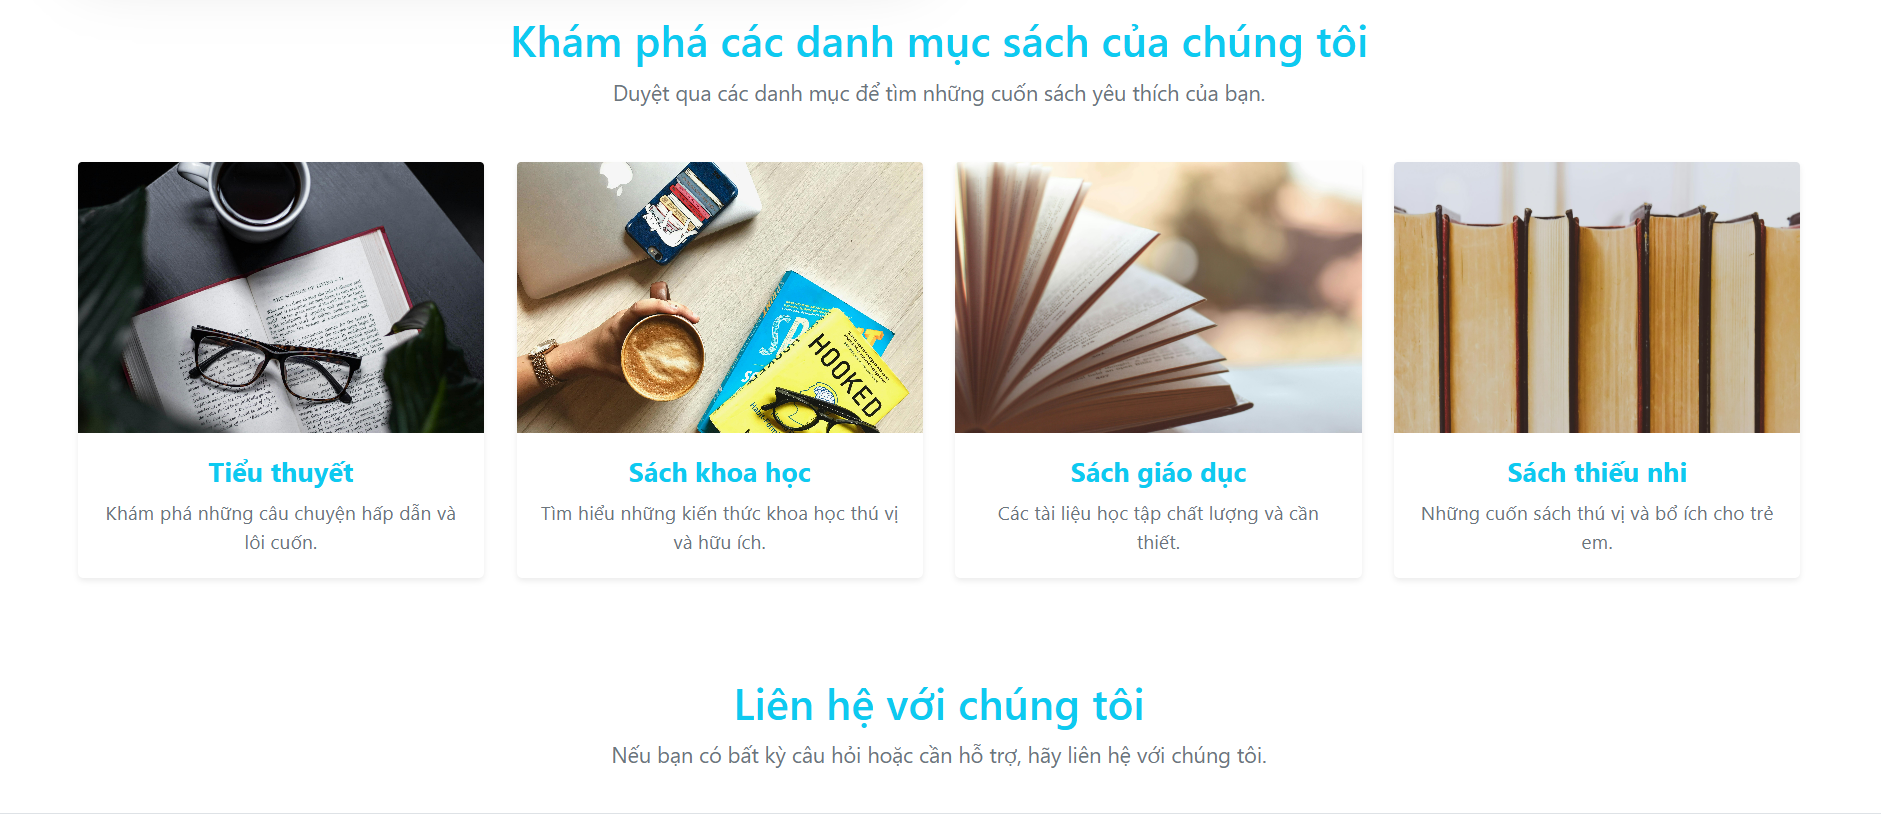 Khám phá các danh mục sách của chúng tôi
Duyệt qua các danh mục để tìm những cuốn sách yêu thích của bạn.
HOOKED
Tiểu thuyết
Khám phá những câu chuyện hấp dẫn và
lôi cuốn.
Sách khoa học
Tìm hiểu những kiến thức khoa học thú vị
và hữu ích.
Sách giáo dục
Các tài liệu học tập chất lượng và cần
thiết.
Sách thiếu nhi
Những cuốn sách thú vị và bổ ích cho trẻ
em.
Liên hệ với chúng tôi
Nếu bạn có bất kỳ câu hỏi hoặc cần hỗ trợ, hãy liên hệ với chúng tôi.